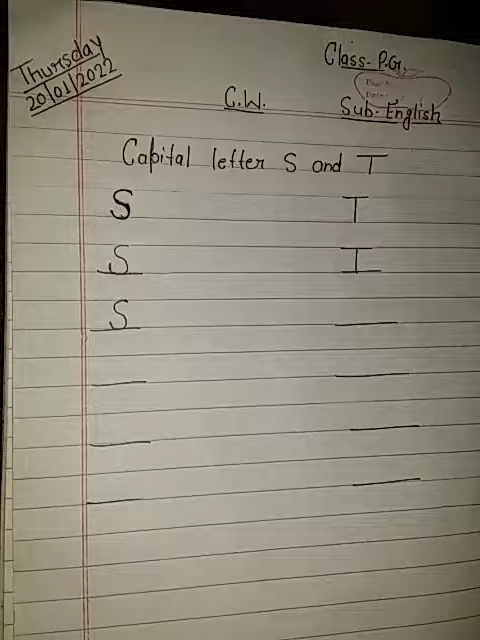 Thursday
20/01/2022
Class- P.G.
C.W.
Sub- English
Capital letter S and T
S T
S T
S